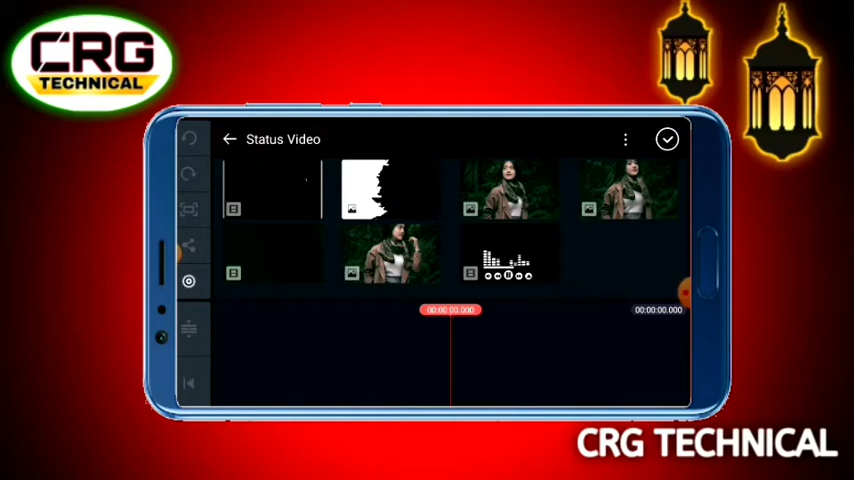 CRG
TECHNICAL
Status Video
00:00:00.000
00:00:00.000
CRG TECHNICAL